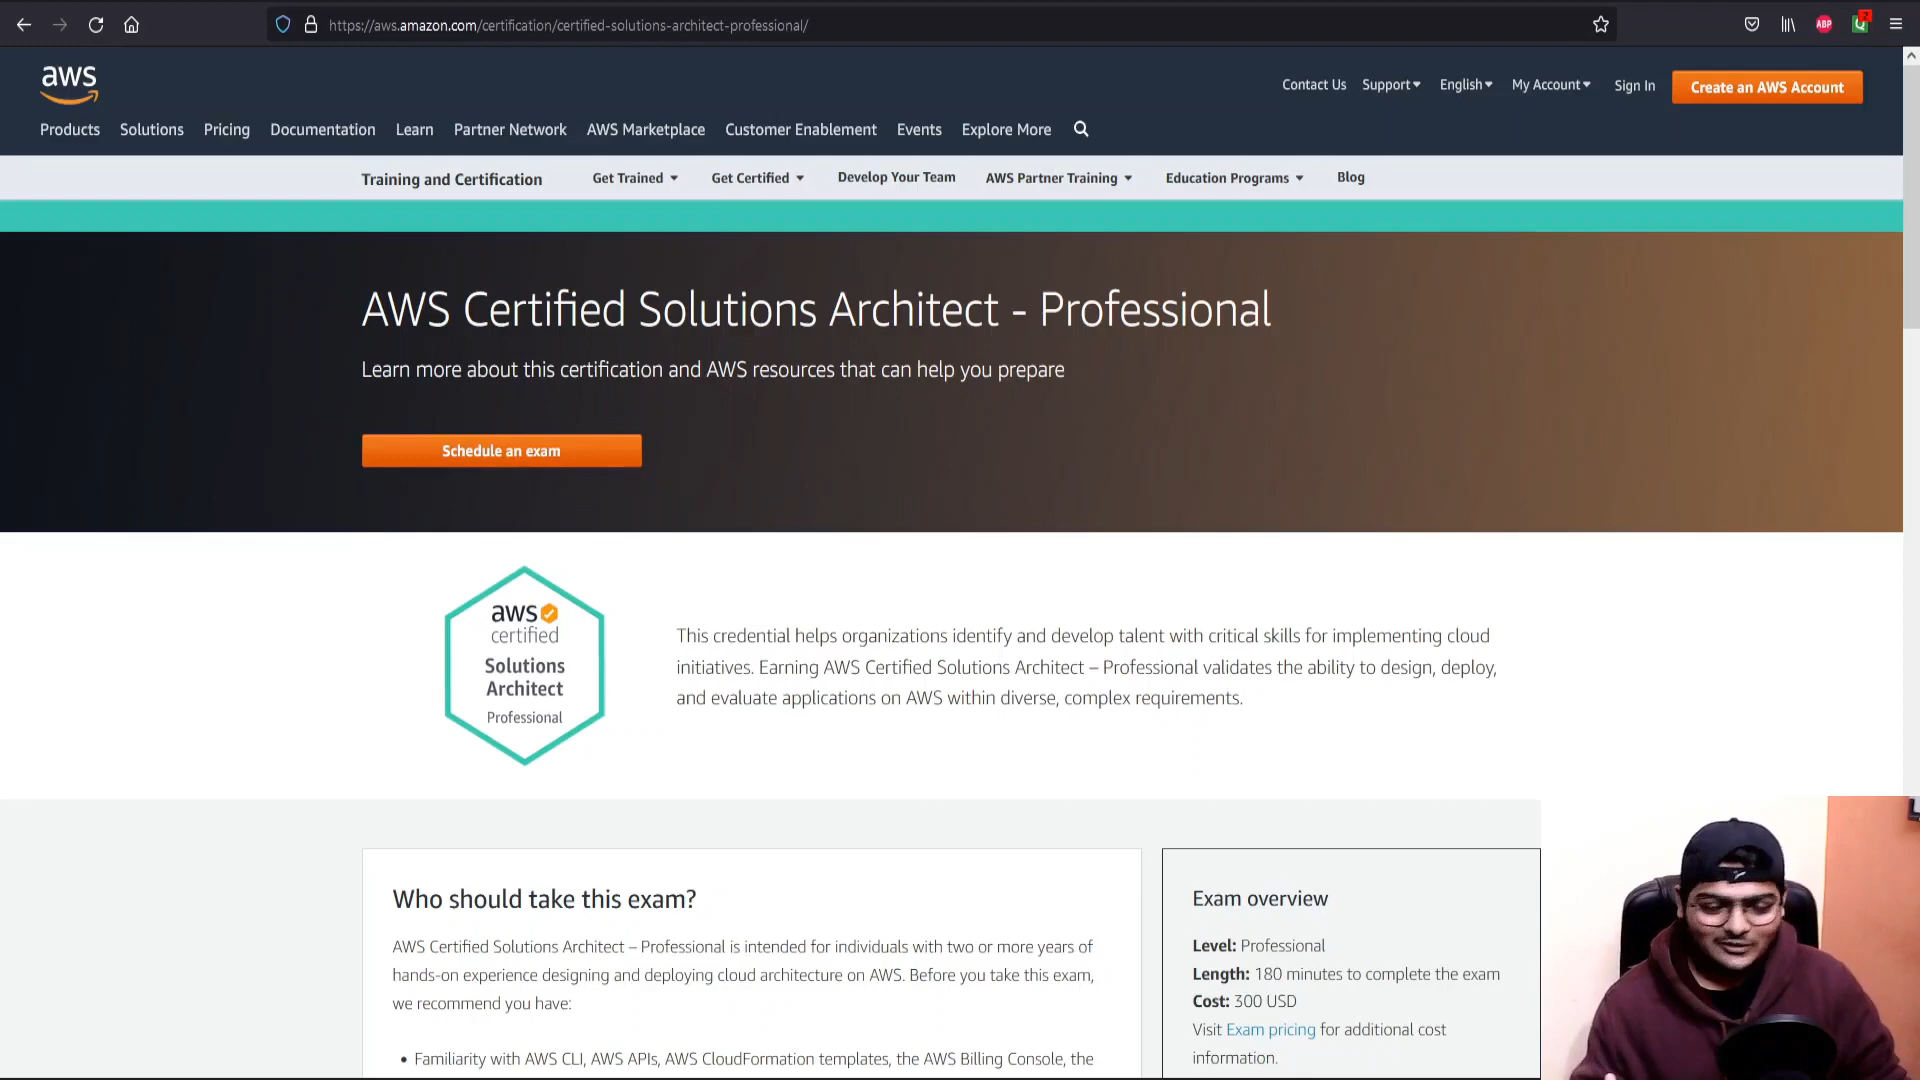 https://aws.amazon.com/certification/certified-solutions-architect-professional/
ABP
aws
Contact Us Support English My Account Sign In Create an AWS Account
Products Solutions Pricing Documentation Learn Partner Network AWS Marketplace Customer Enablement Events Explore More
Training and Certification Get Trained Get Certified Develop Your Team AWS Partner Training Education Programs Blog
AWS Certified Solutions Architect - Professional
Learn more about this certification and AWS resources that can help you prepare
Schedule an exam
aws
certified
Solutions
Architect
Professional
This credential helps organizations identify and develop talent with critical skills for implementing cloud
initiatives. Earning AWS Certified Solutions Architect – Professional validates the ability to design, deploy,
and evaluate applications on AWS within diverse, complex requirements.
Who should take this exam?
AWS Certified Solutions Architect – Professional is intended for individuals with two or more years of
hands-on experience designing and deploying cloud architecture on AWS. Before you take this exam,
we recommend you have:
• Familiarity with AWS CLI, AWS APIs, AWS CloudFormation templates, the AWS Billing Console, the
Exam overview
Level: Professional
Length: 180 minutes to complete the exam
Cost: 300 USD
Visit Exam pricing for additional cost
information.